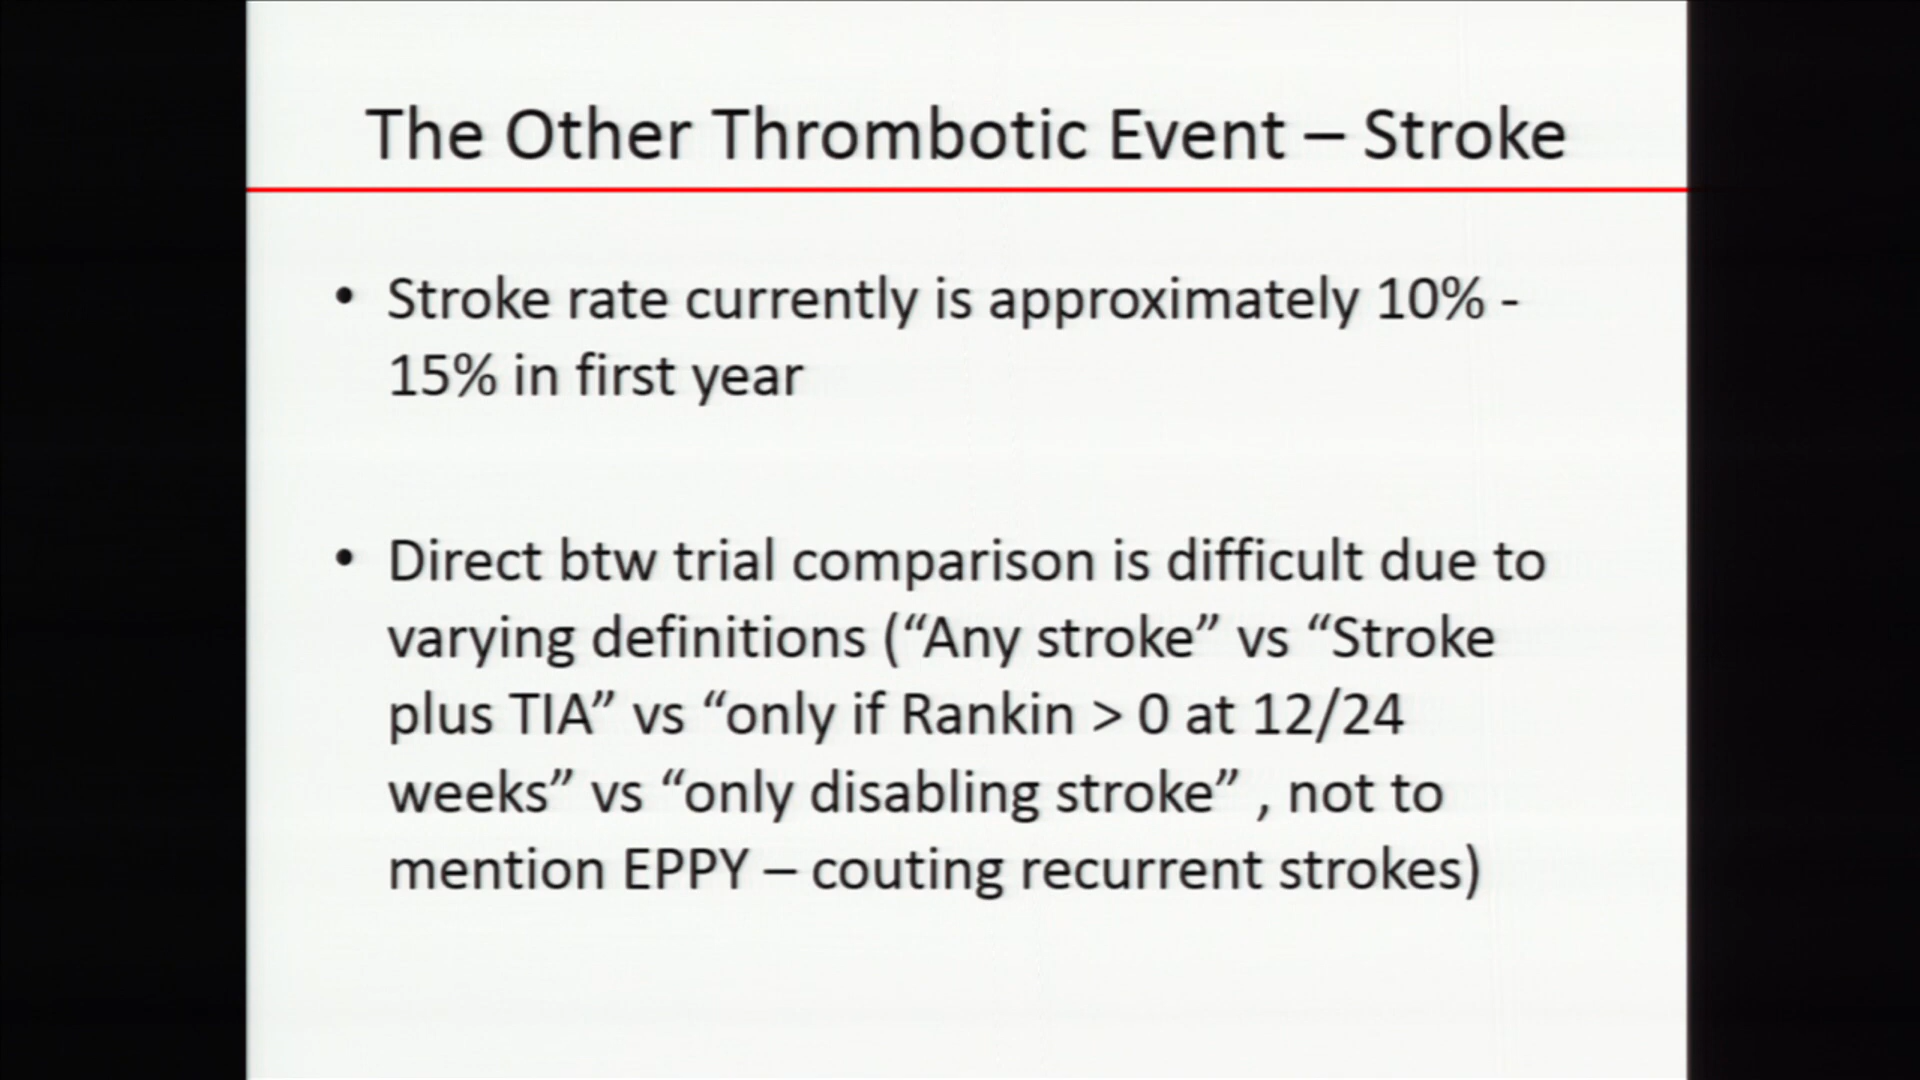 The Other Thrombotic Event – Stroke
• Stroke rate currently is approximately 10% -
15% in first year
• Direct btw trial comparison is difficult due to
varying definitions (“Any stroke” vs “Stroke
plus TIA” vs “only if Rankin > 0 at 12/24
weeks” vs “only disabling stroke” , not to
mention EPPY – couting recurrent strokes)